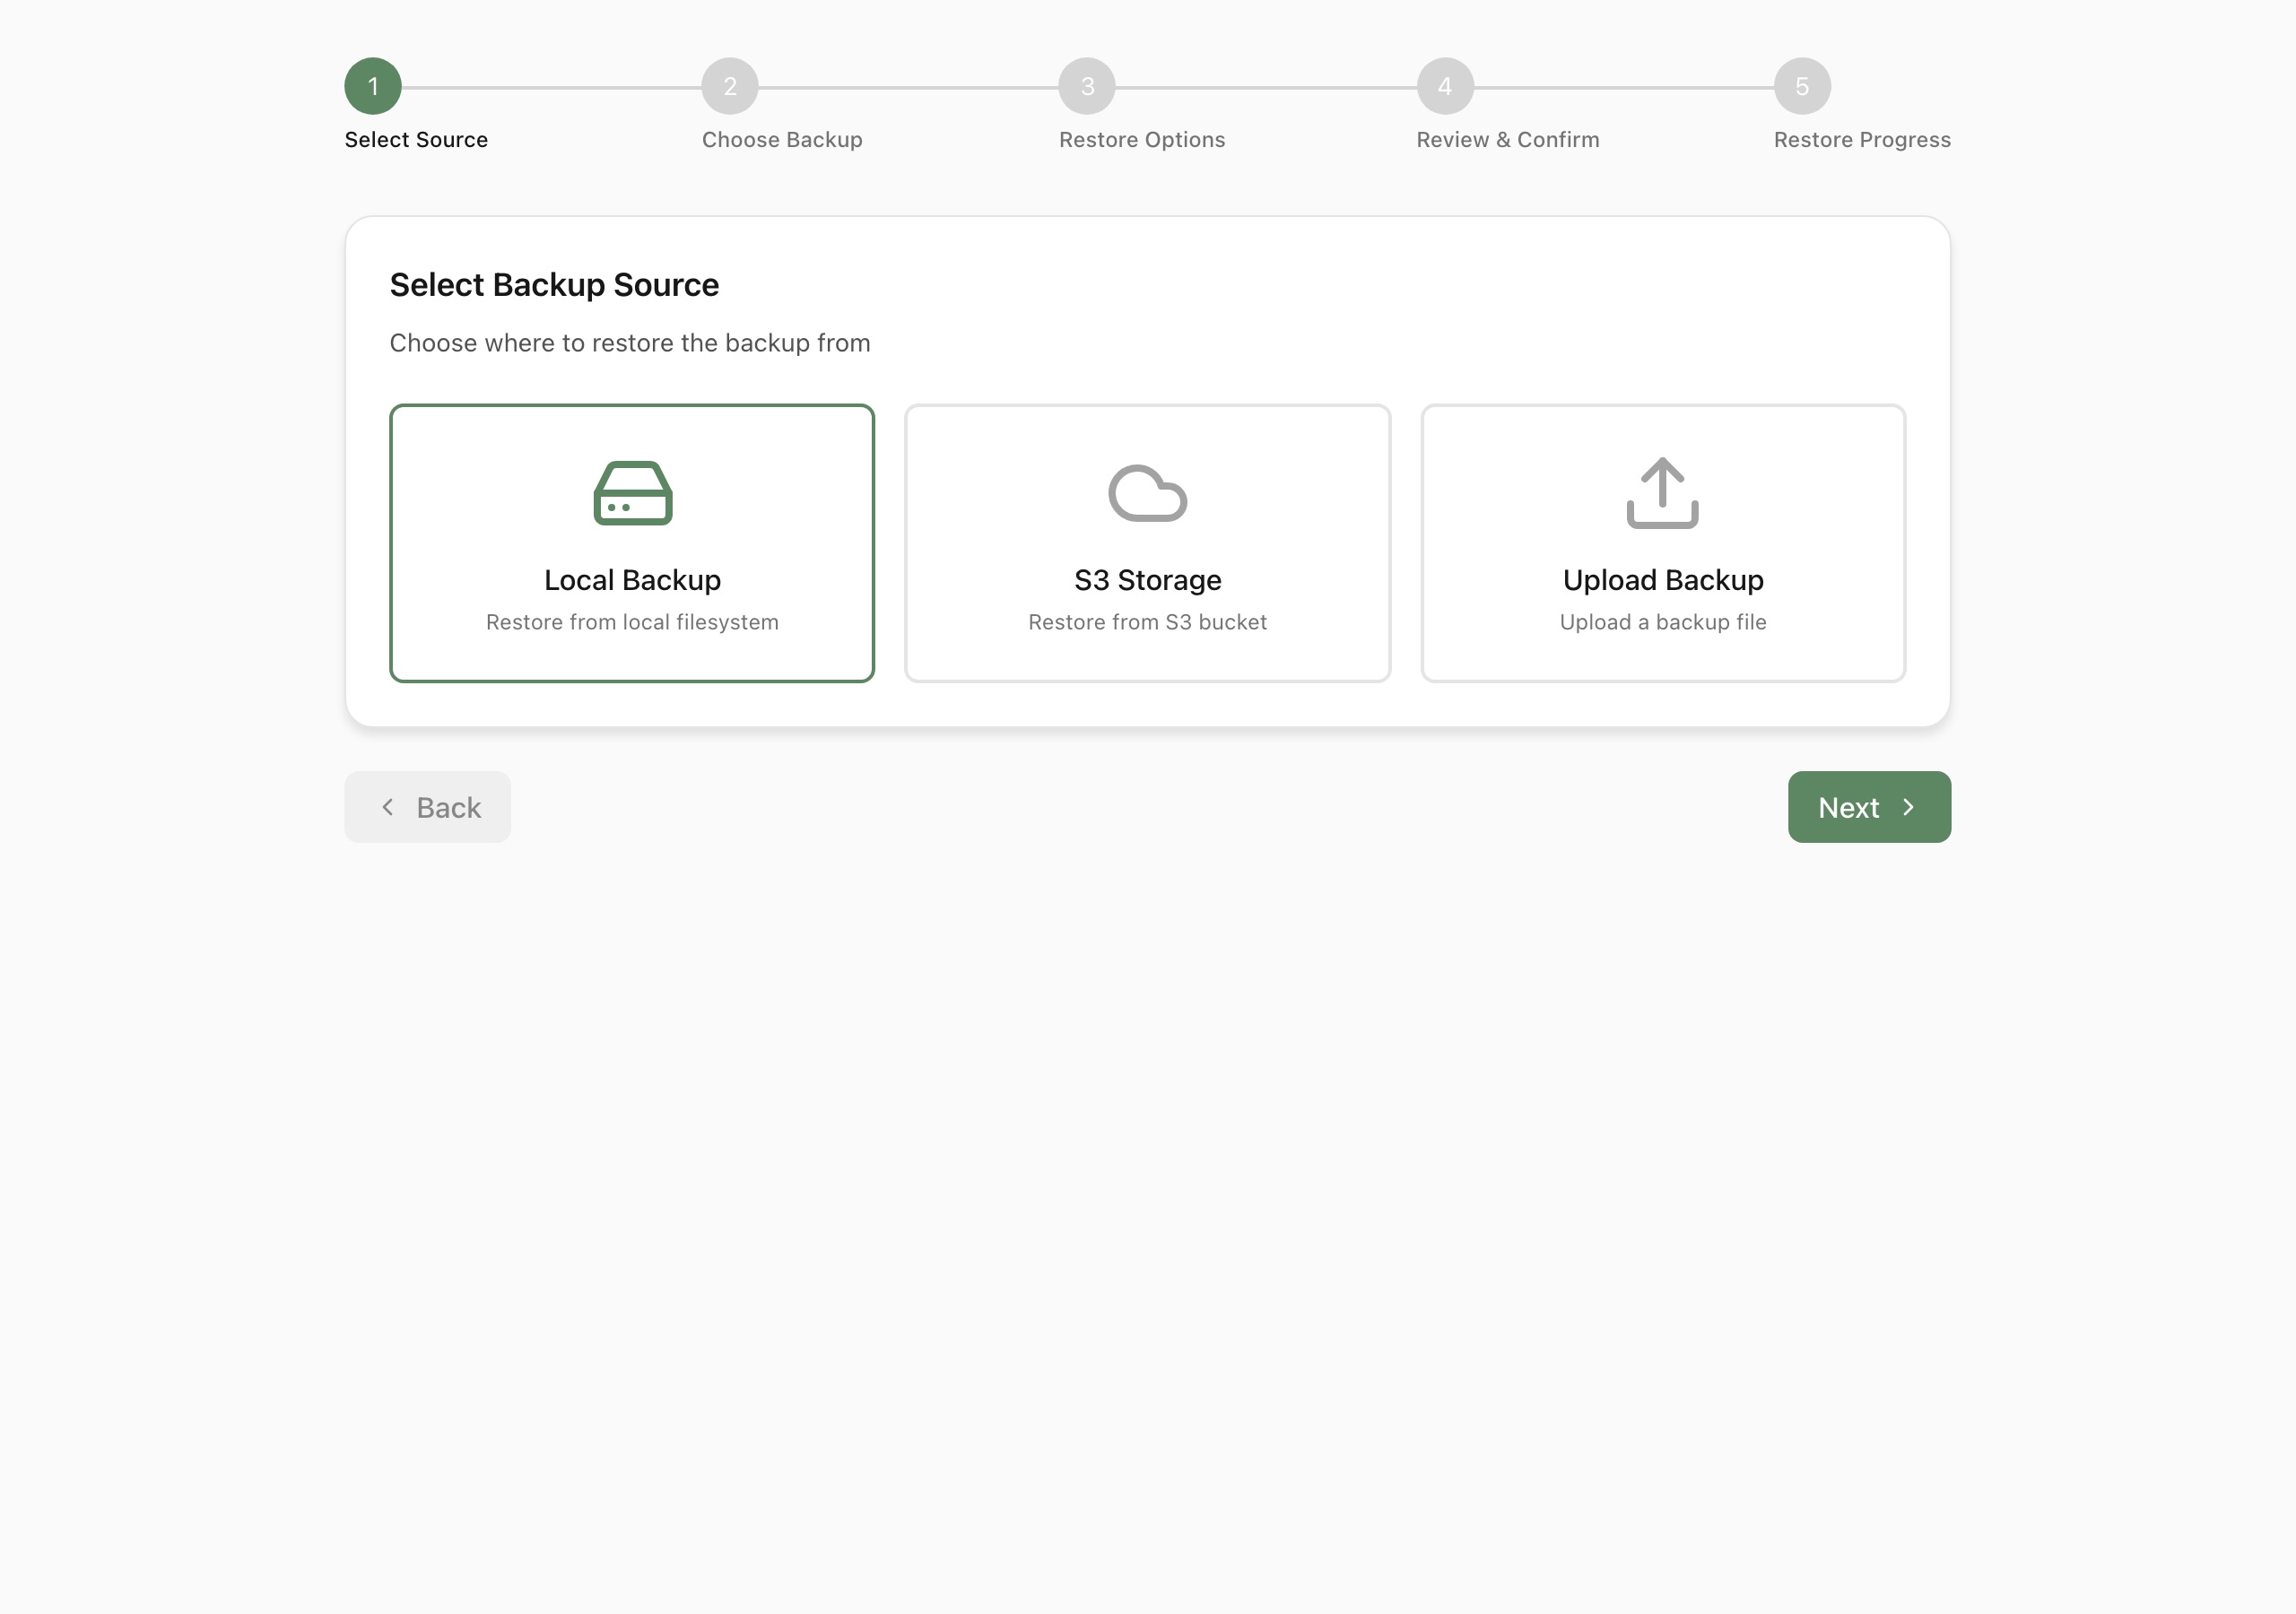 1
2
3
4
5
Select Source
Choose Backup
Restore Options
Review & Confirm
Restore Progress
Select Backup Source
Choose where to restore the backup from
Local Backup
Restore from local filesystem
S3 Storage
Restore from S3 bucket
Upload Backup
Upload a backup file
Back
Next